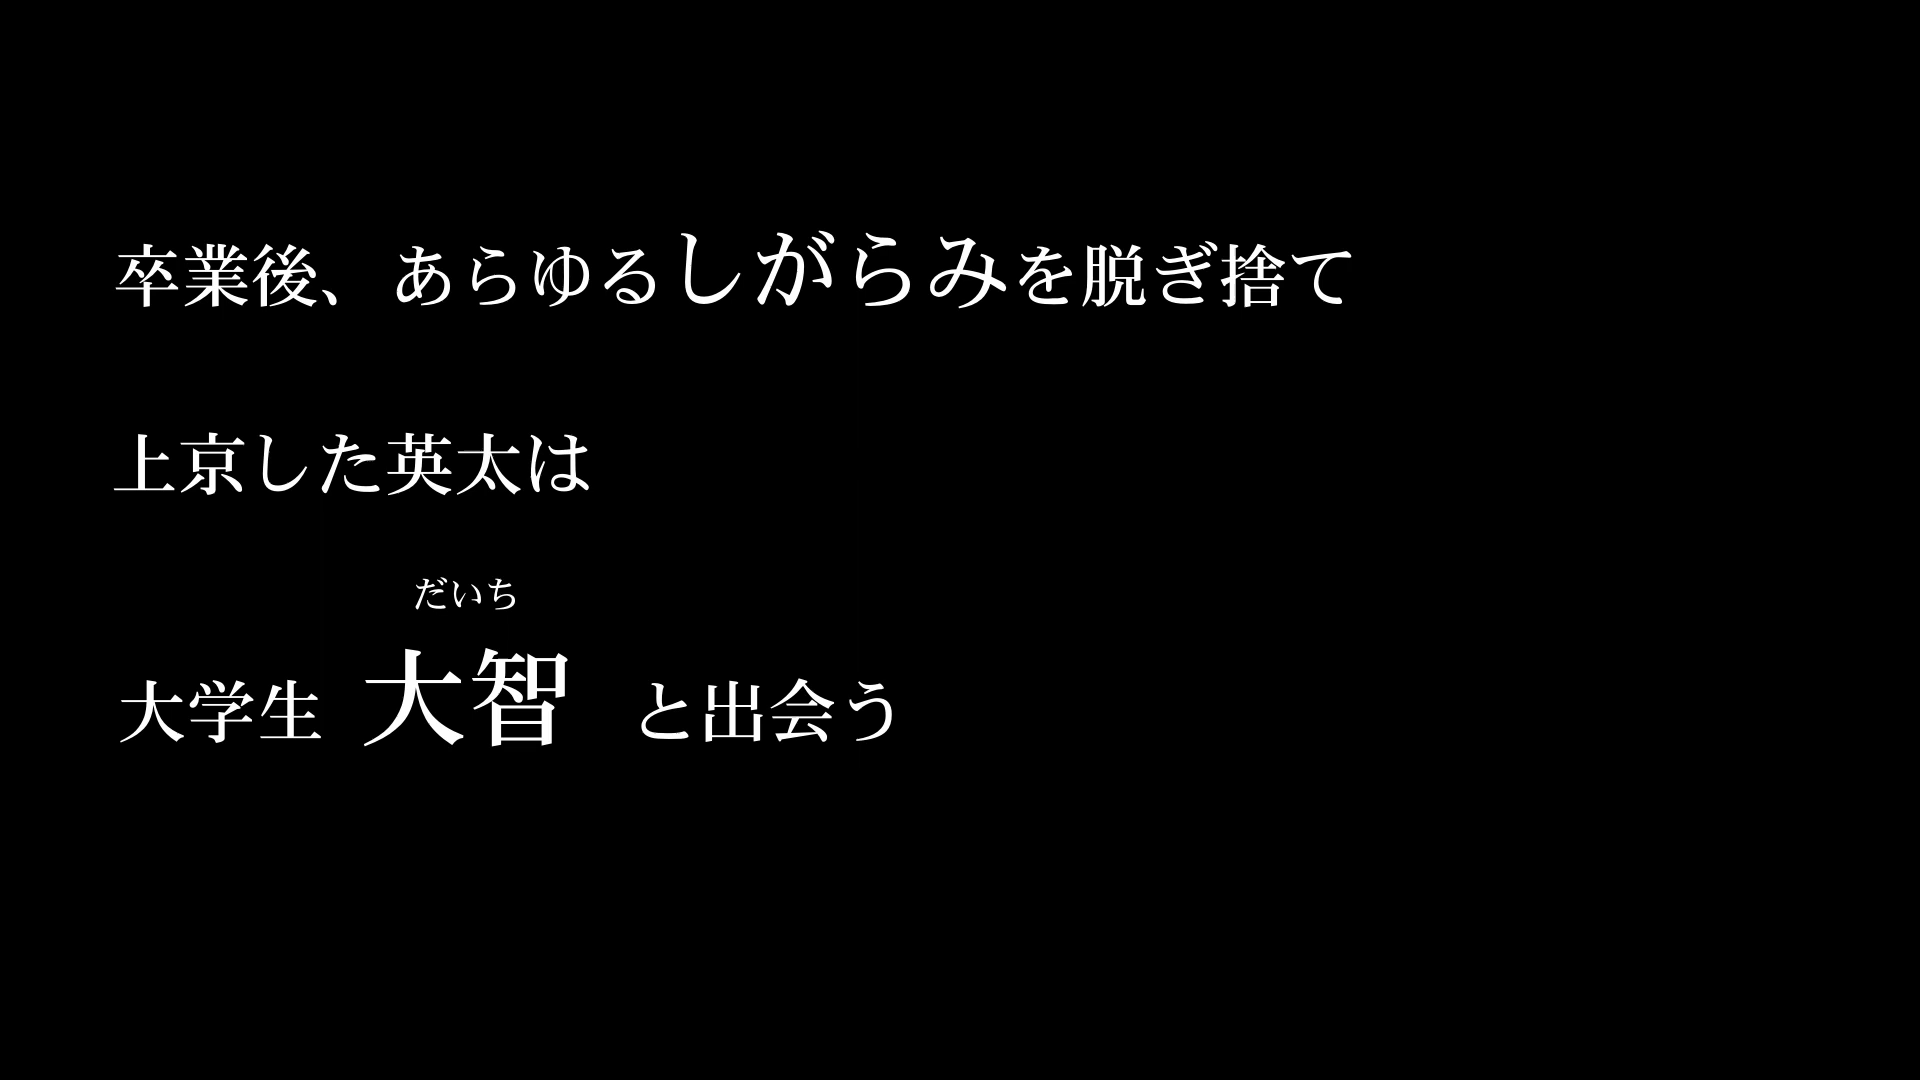 卒業後、あらゆるしがらみを脱ぎ捨て
上京した英太は
だいち
大学生 大智 と出会う